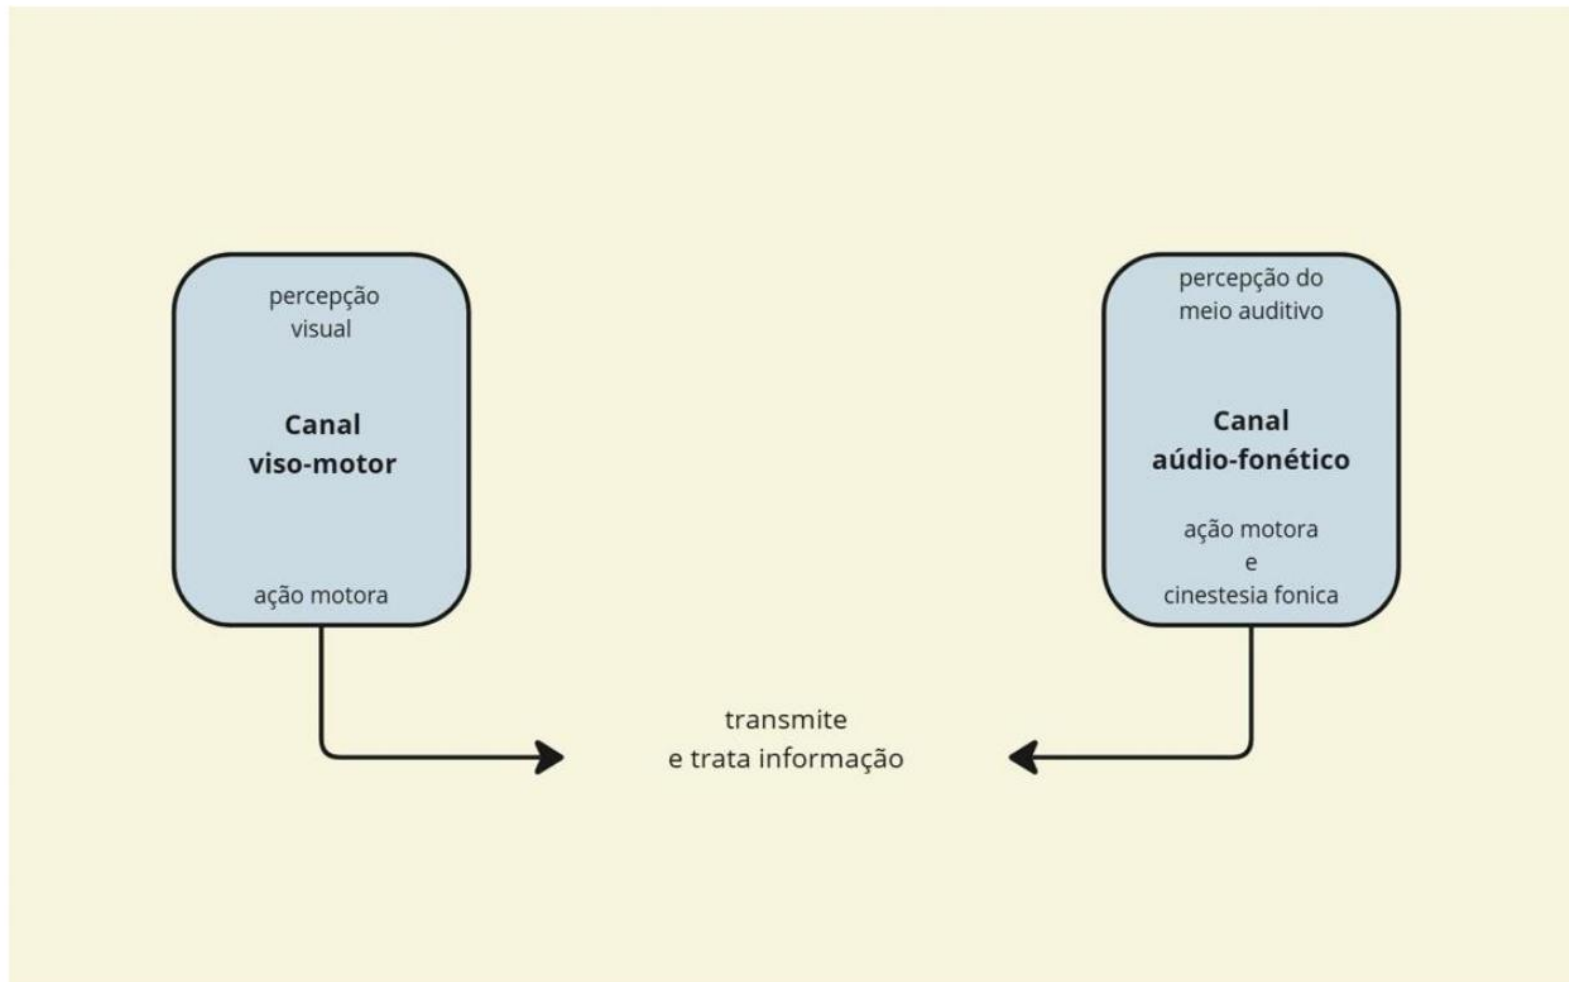 percepção
visual
Canal
viso-motor
ação motora
percepção do
meio auditivo
Canal
aúdio-fonético
ação motora
e
cinestesia fonica
transmite
e trata informação